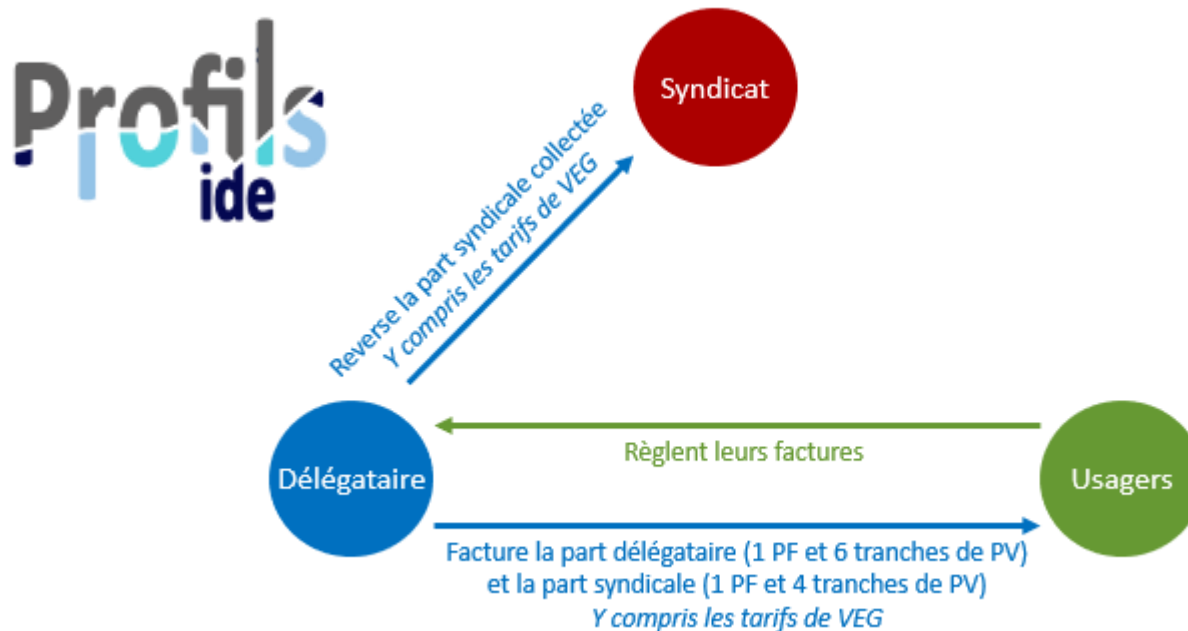 Profils
ide
Syndicat
Reverse la part syndicale collectée
Y compris les tarifs de VEG
Délégataire
Règlent leurs factures
Usagers
Facture la part délégataire (1 PF et 6 tranches de PV)
et la part syndicale (1 PF et 4 tranches de PV)
Y compris les tarifs de VEG